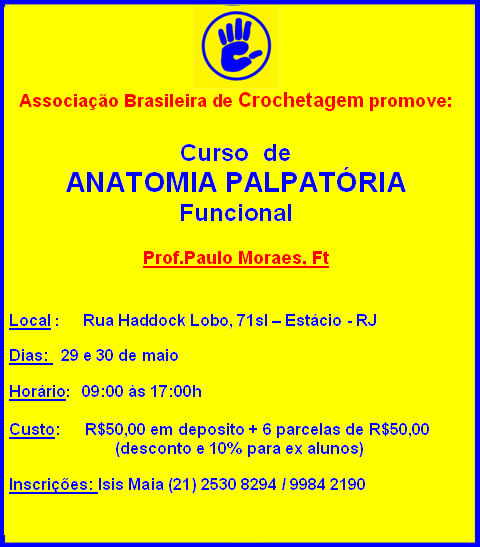 Associação Brasileira de Crochetagem promove:
Curso de
ANATOMIA PALPATÓRIA
Funcional
Prof.Paulo Moraes, Ft
Local : Rua Haddock Lobo, 71sl – Estácio - RJ
Dias: 29 e 30 de maio
Horário: 09:00 às 17:00h
Custo: R$50,00 em deposito + 6 parcelas de R$50,00
(desconto e 10% para ex alunos)
Inscrições: Isis Maia (21) 2530 8294 / 9984 2190